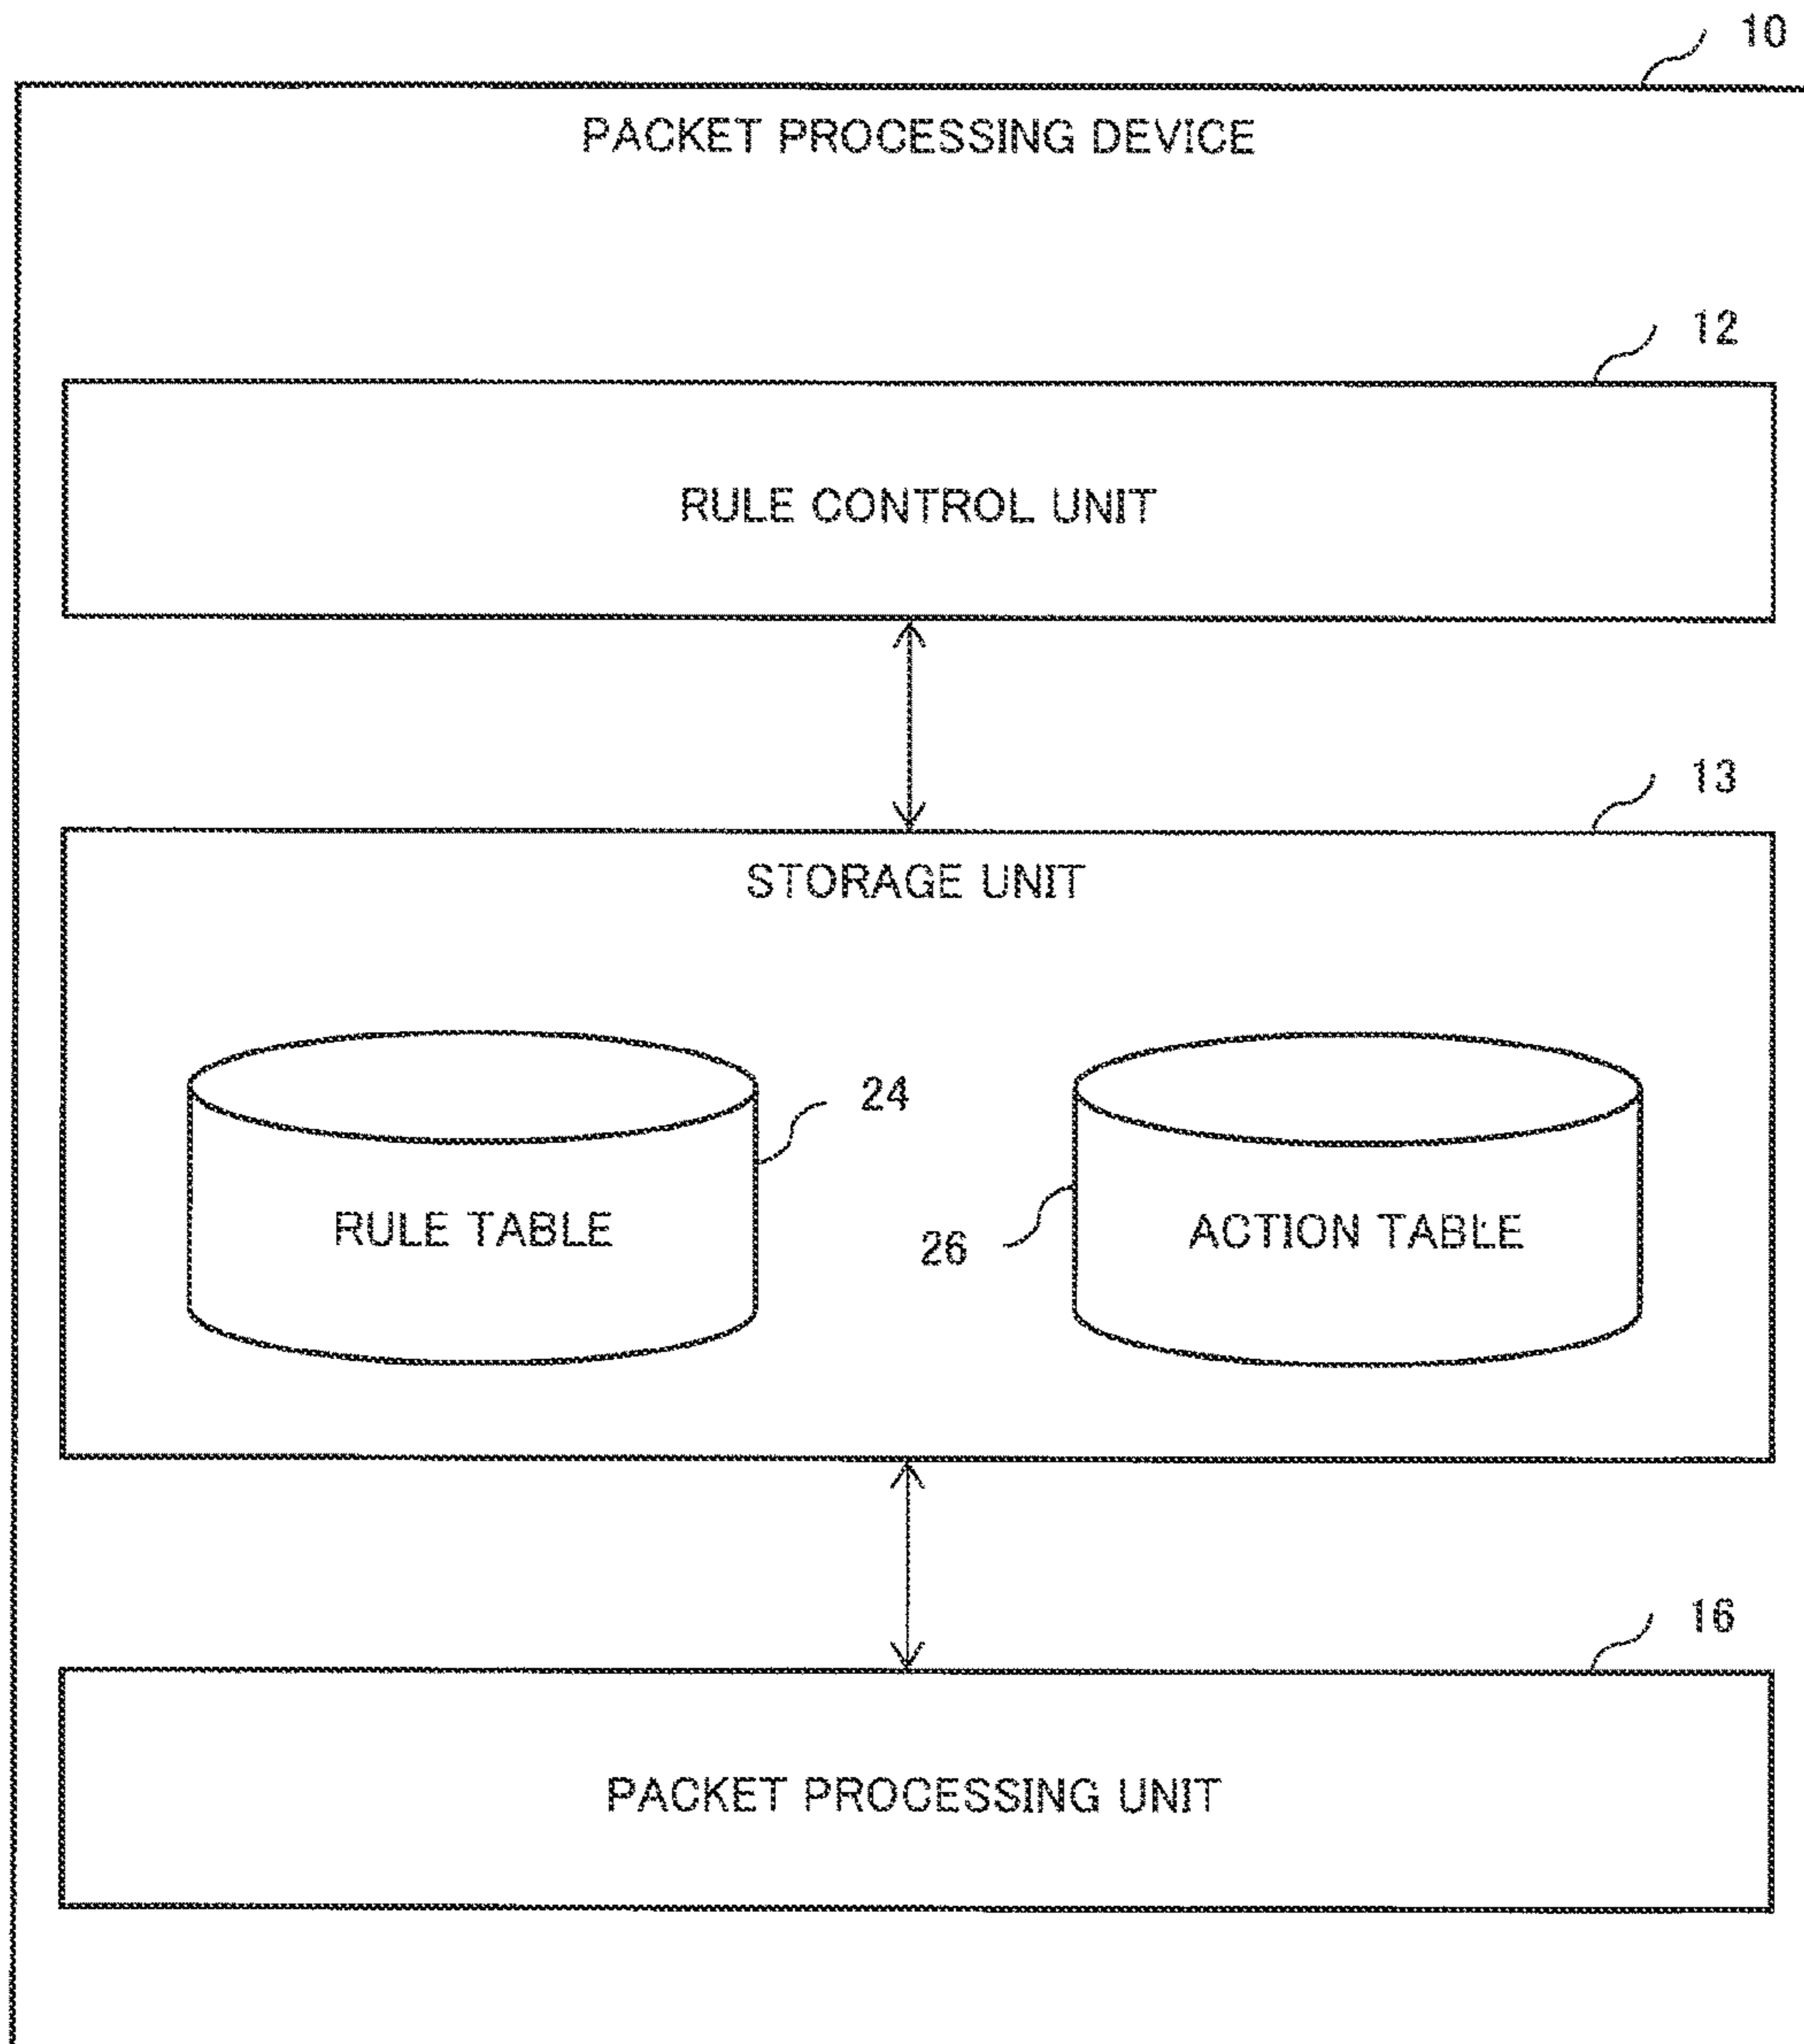 10
PACKET PROCESSING DEVICE
12
RULE CONTROL UNIT
13
STORAGE UNIT
24
RULE TABLE
26
ACTION TABLE
16
PACKET PROCESSING UNIT